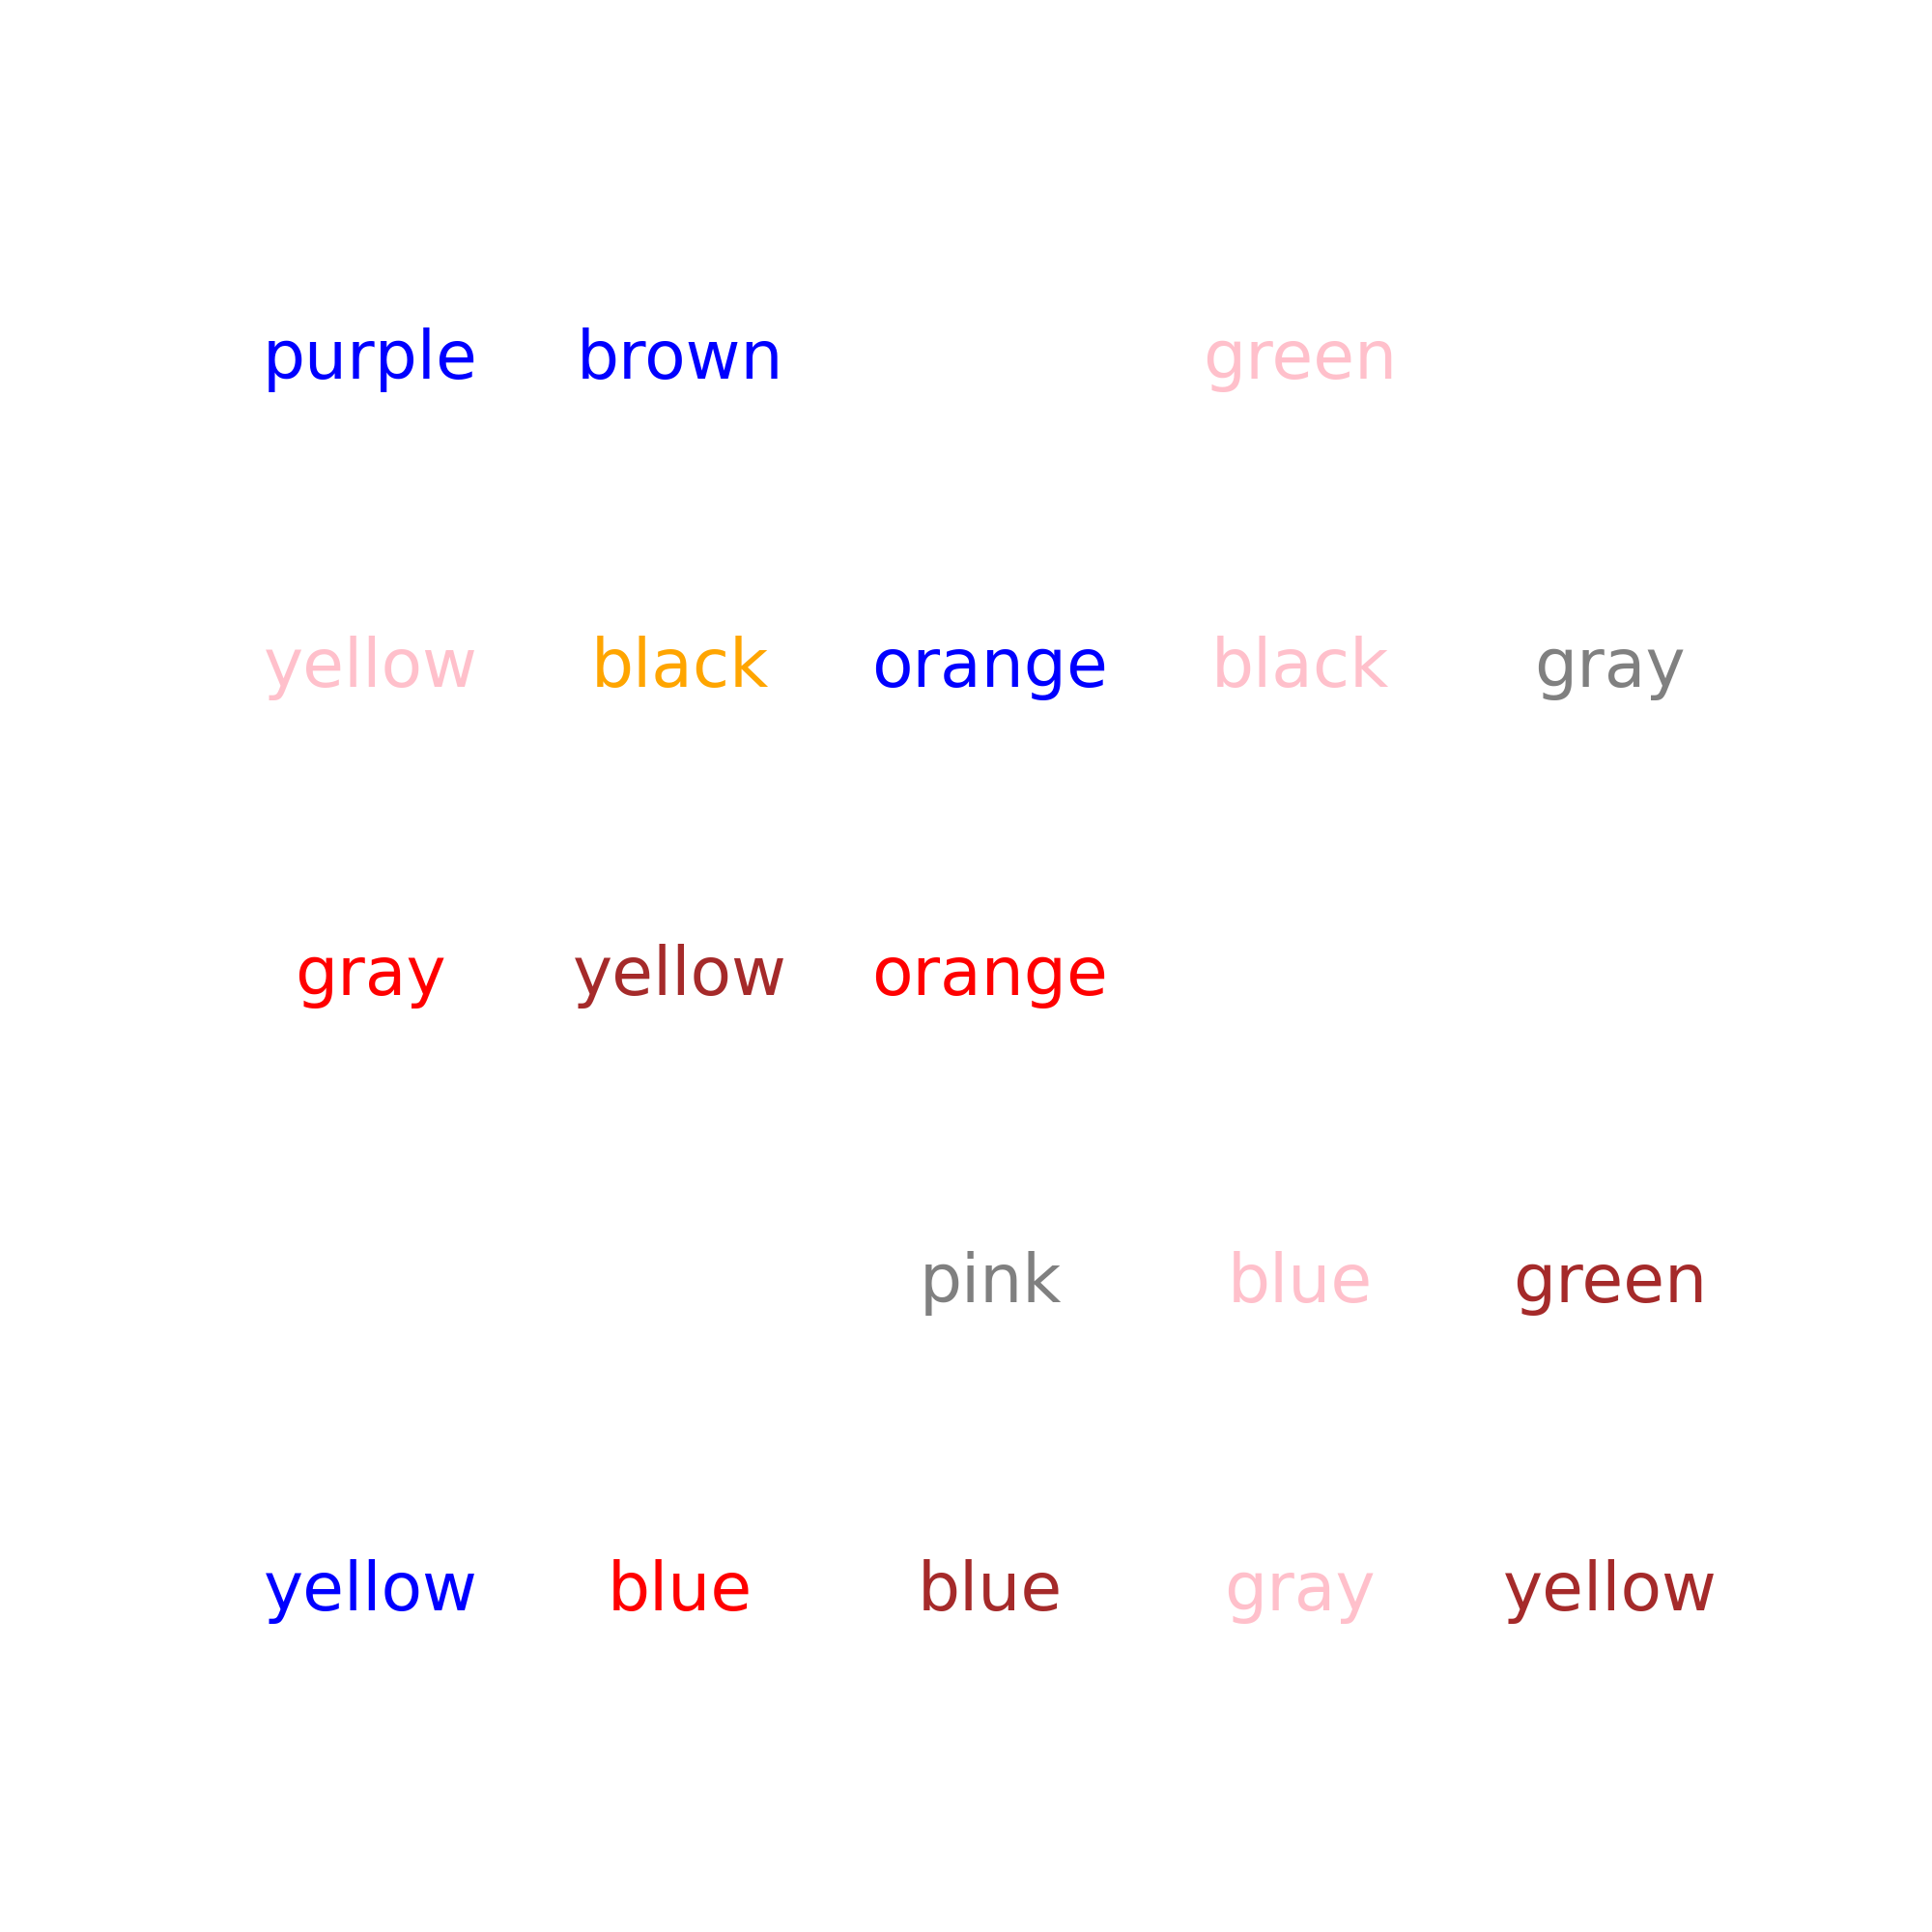 purple brown green
yellow black orange black gray
gray yellow orange
pink blue green
yellow blue blue gray yellow